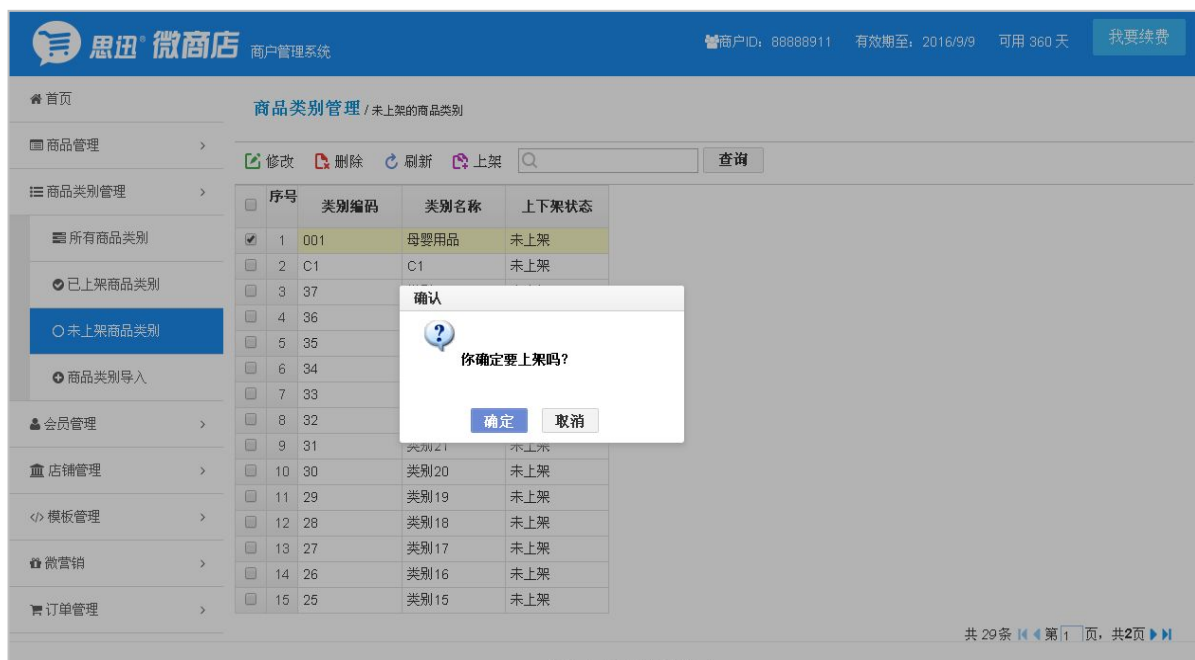 思迅® 微商店 商户管理系统 商户ID：88888911 有效期至：2016/9/9 可用 360 天 我要续费
首页
商品管理
商品类别管理
所有商品类别
已上架商品类别
未上架商品类别
商品类别导入
会员管理
店铺管理
模板管理
微营销
订单管理
商品类别管理 / 未上架的商品类别
修改 删除 刷新 上架 查询
序号 类别编码 类别名称 上下架状态
1 001 母婴用品 未上架
2 C1 C1 未上架
3 37
4 36
5 35
6 34
7 33
8 32
9 31 类别21 未上架
10 30 类别20 未上架
11 29 类别19 未上架
12 28 类别18 未上架
13 27 类别17 未上架
14 26 类别16 未上架
15 25 类别15 未上架
确认
你确定要上架吗?
确定 取消
共 29条 第 1 页，共2页